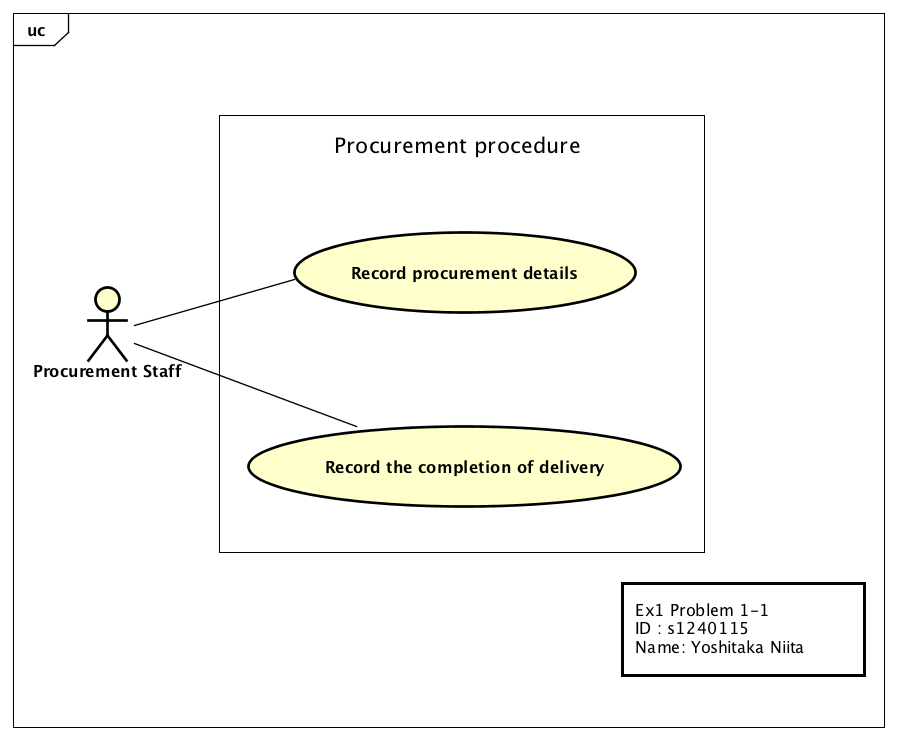 uc
Procurement procedure
Record procurement details
Procurement Staff
Record the completion of delivery
Ex1 Problem 1-1
ID : s1240115
Name: Yoshitaka Niita